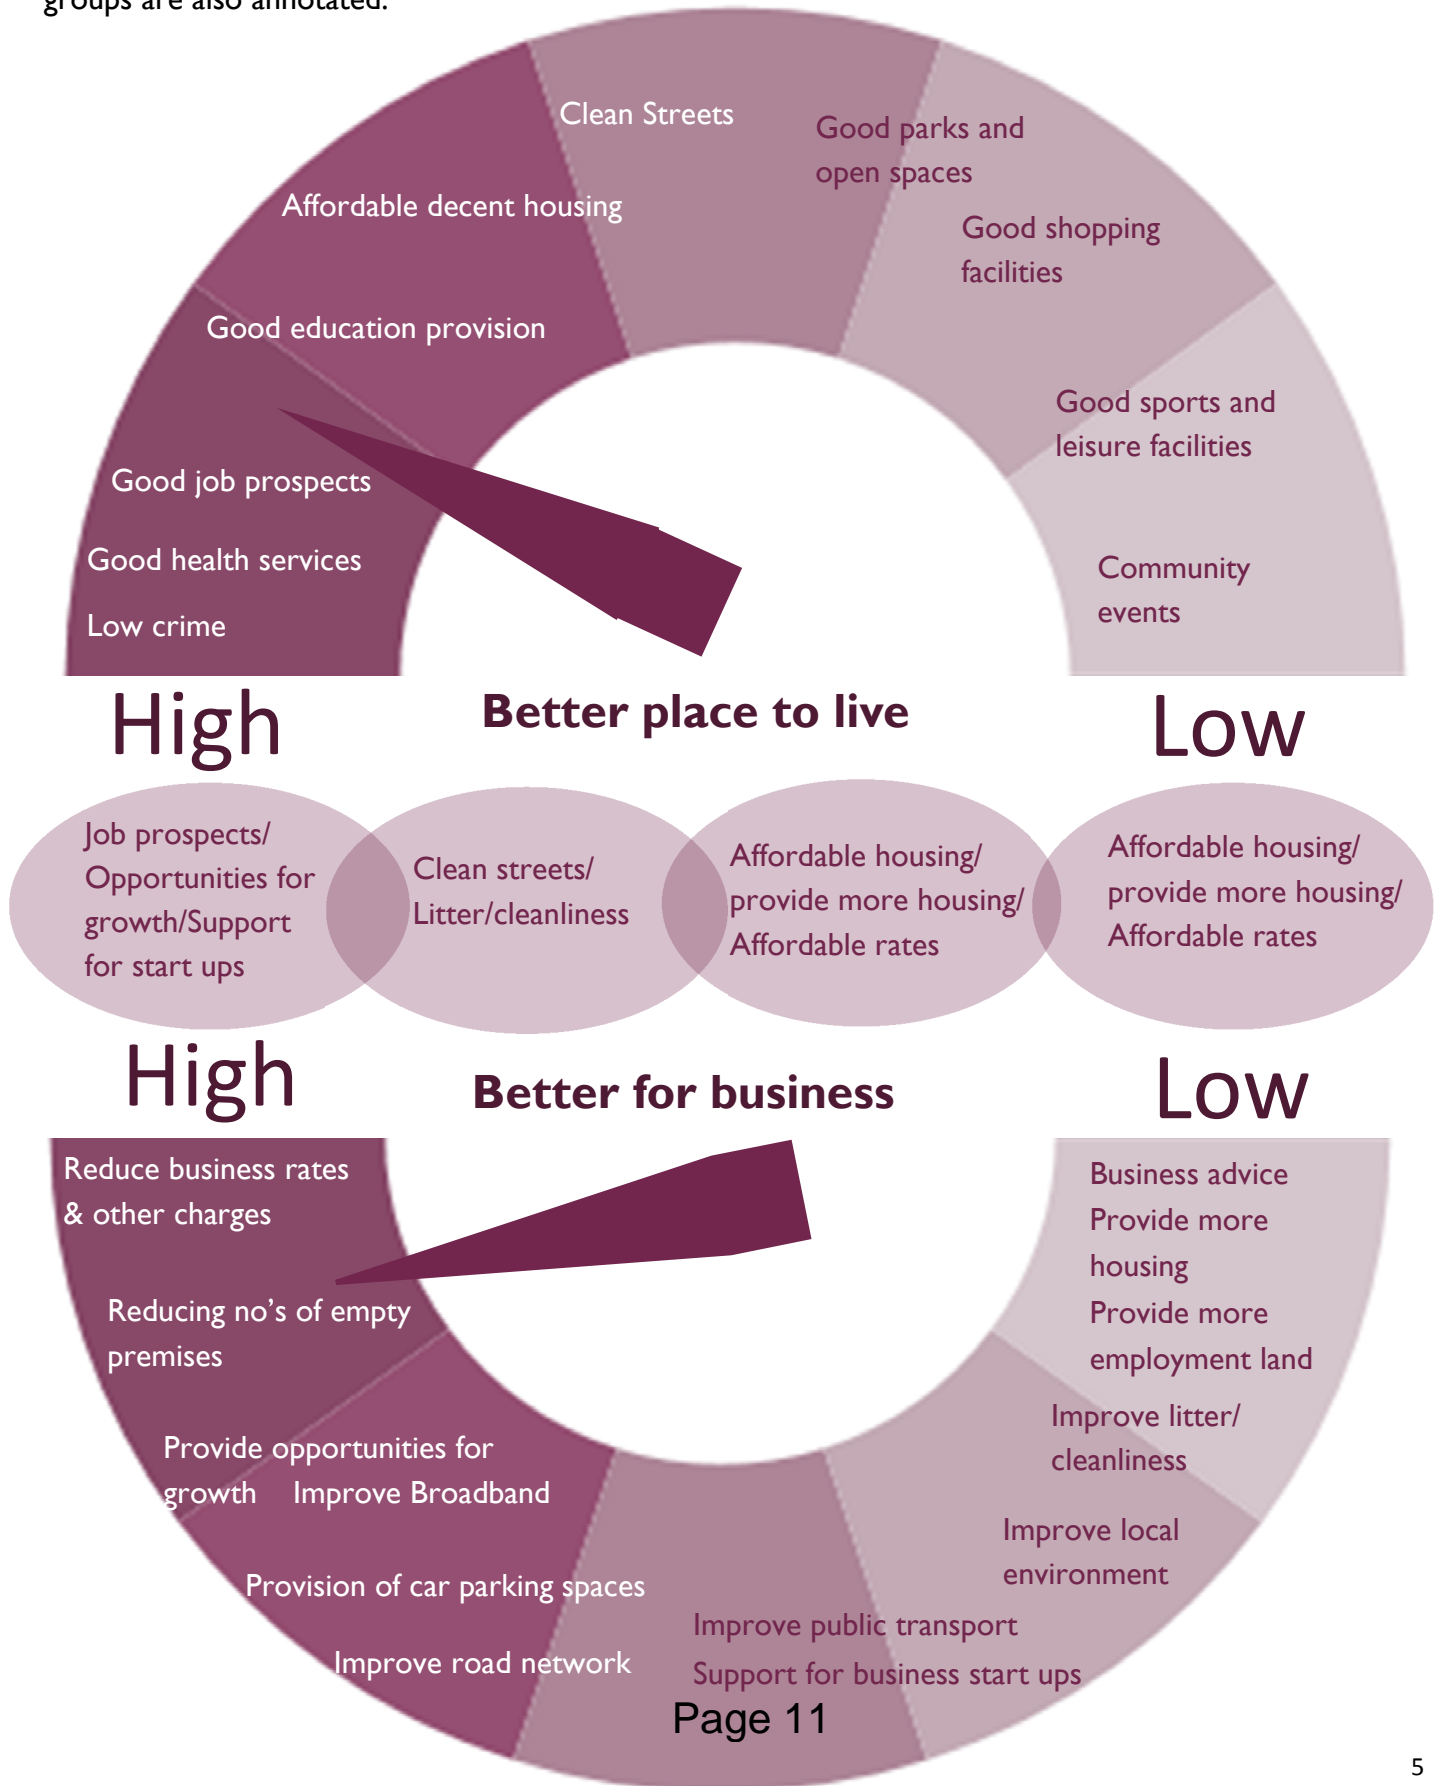 groups are also annotated.
Clean Streets
Good parks and
open spaces
Affordable decent housing
Good shopping
facilities
Good education provision
Good sports and
leisure facilities
Good job prospects
Good health services
Community
events
Low crime
High
Better place to live
Low
Job prospects/
Opportunities for
growth/Support
for start ups
Clean streets/
Litter/cleanliness
Affordable housing/
provide more housing/
Affordable rates
Affordable housing/
provide more housing/
Affordable rates
High
Better for business
Low
Reduce business rates
& other charges
Business advice
Provide more
housing
Provide more
employment land
Reducing no's of empty
premises
Improve litter/
cleanliness
Provide opportunities for
growth Improve Broadband
Improve local
environment
Provision of car parking spaces
Improve public transport
Improve road network
Support for business start ups
Page 11
5